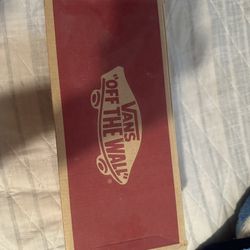 VANS
"OFF THE WALL"
®